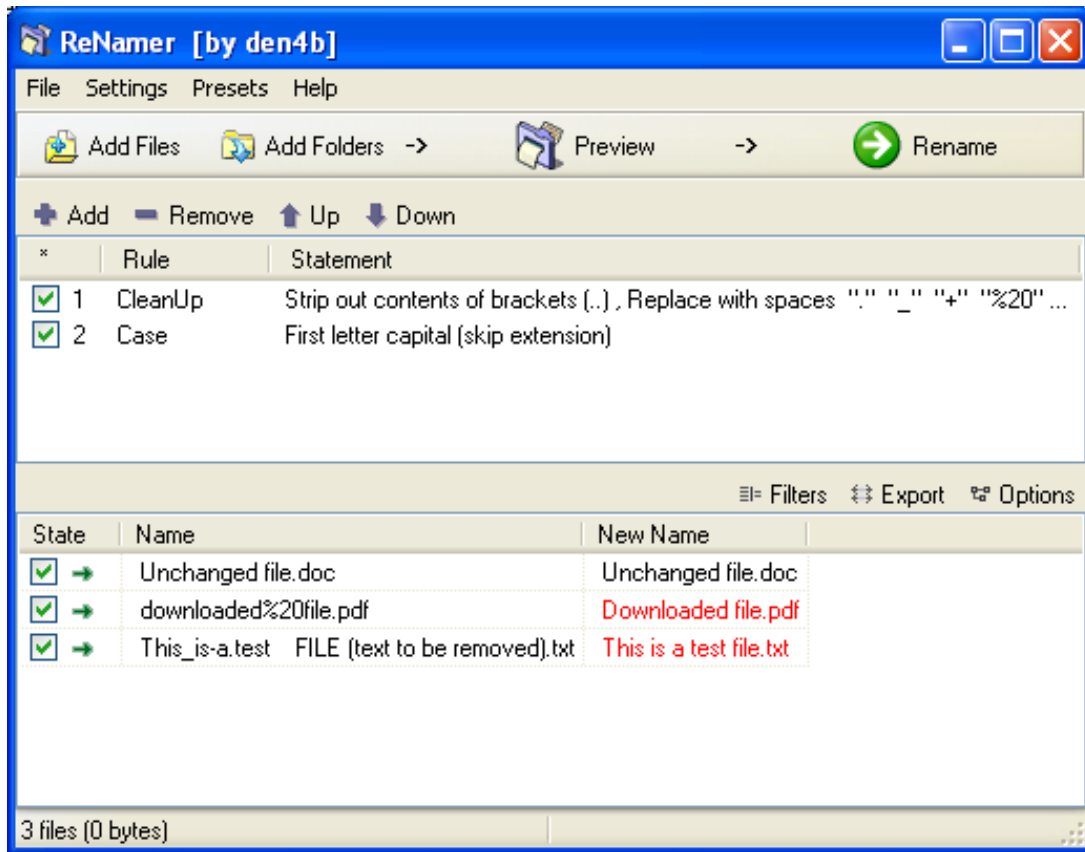 ReNamer [by den4b]
File Settings Presets Help
Add Files Add Folders -> Preview -> Rename
Add Remove Up Down
* Rule Statement
1 CleanUp Strip out contents of brackets (..) , Replace with spaces "." "_" "+" "%20" ...
2 Case First letter capital (skip extension)
Filters Export Options
State Name New Name
Unchanged file.doc Unchanged file.doc
downloaded%20file.pdf Downloaded file.pdf
This_is-a.test    FILE (text to be removed).txt This is a test file.txt
3 files (0 bytes)